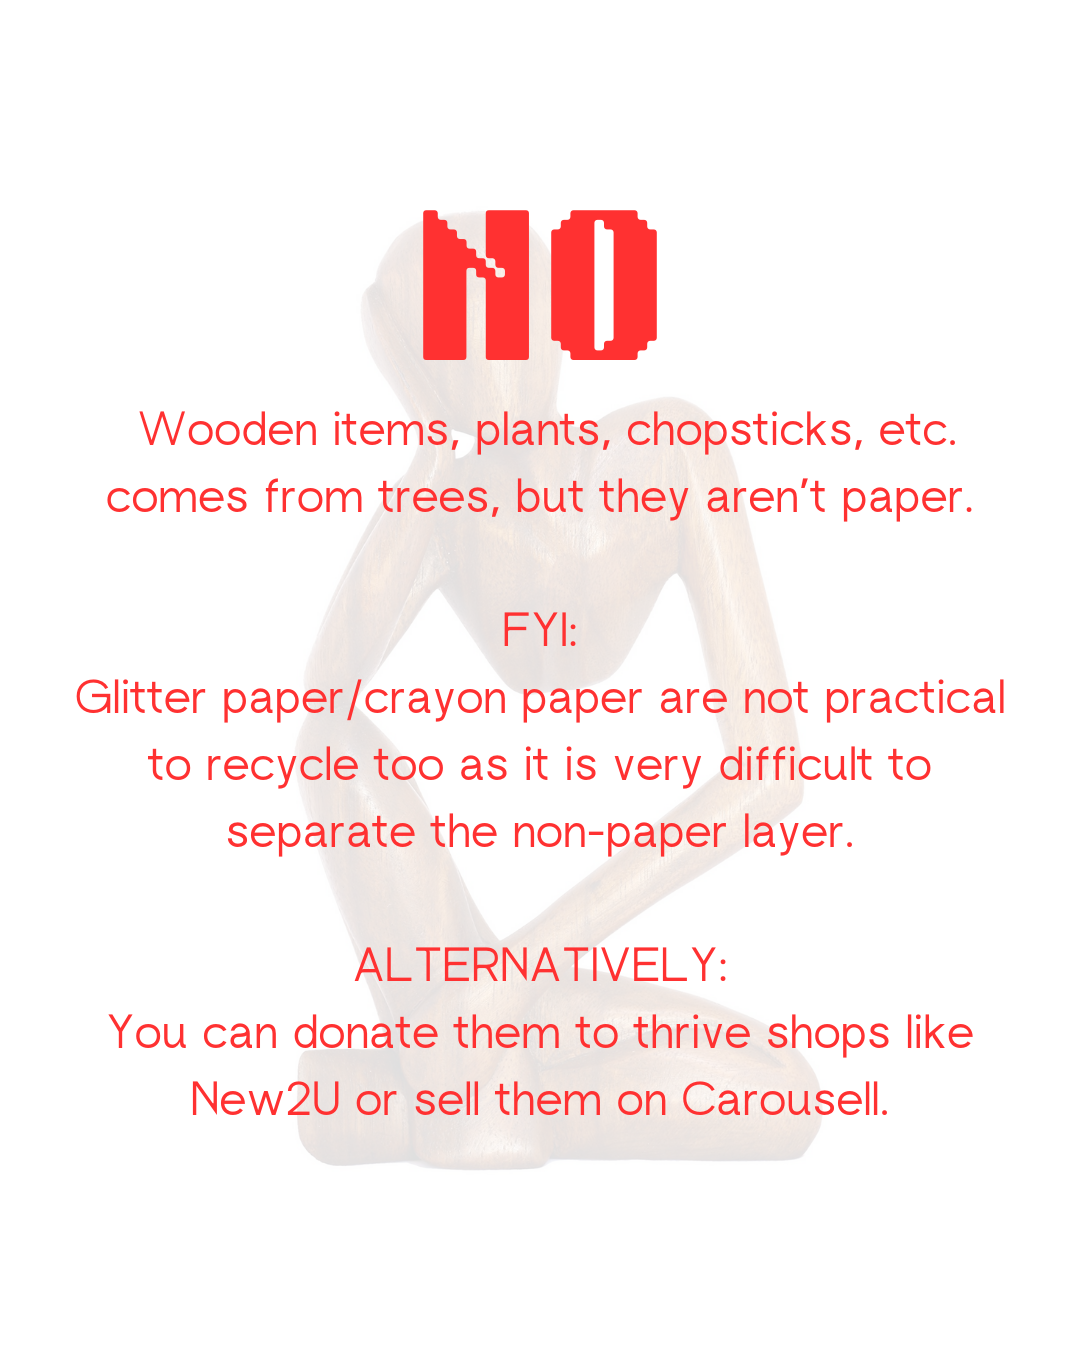 NO
Wooden items, plants, chopsticks, etc.
comes from trees, but they aren't paper.
FYI:
Glitter paper/crayon paper are not practical
to recycle too as it is very difficult to
separate the non-paper layer.
ALTERNATIVELY:
You can donate them to thrive shops like
New2U or sell them on Carousell.